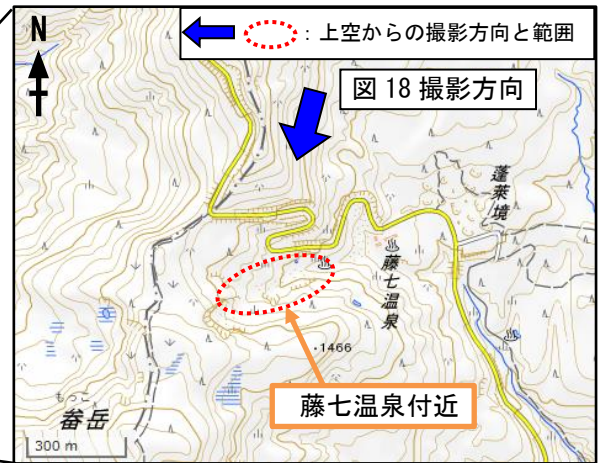 N
：上空からの撮影方向と範囲
図 18 撮影方向
蓬莱境
藤七温泉
・1466
もっこ
畚岳
藤七温泉付近
300 m